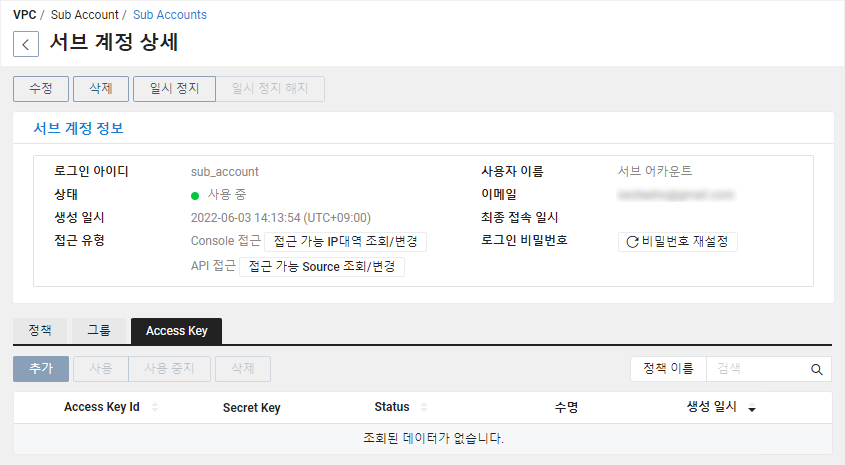 VPC / Sub Account / Sub Accounts
서브 계정 상세
수정 삭제 일시 정지 일시 정지 해지
서브 계정 정보
로그인 아이디 sub_account 사용자 이름 서브 어카운트
상태 사용 중 이메일
생성 일시 2022-06-03 14:13:54 (UTC+09:00) 최종 접속 일시
접근 유형 Console 접근 접근 가능 IP대역 조회/변경 로그인 비밀번호 비밀번호 재설정
API 접근 접근 가능 Source 조회/변경
정책 그룹 Access Key
추가 사용 사용 중지 삭제 정책 이름 검색
Access Key Id Secret Key Status 수명 생성 일시
조회된 데이터가 없습니다.